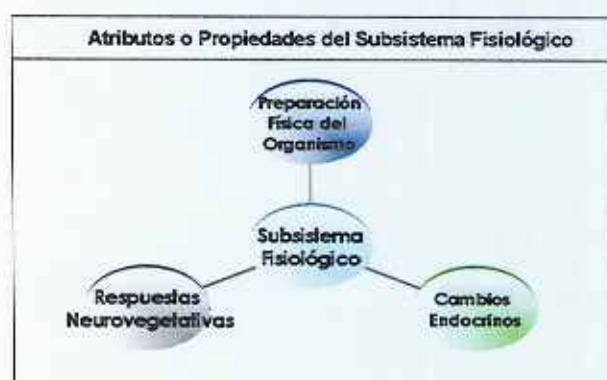 Atributos o Propiedades del Subsistema Fisiológico
Preparación
Física del
Organismo
Subsistema
Fisiológico
Respuestas
Neurovegetativas
Cambios
Endocrinos